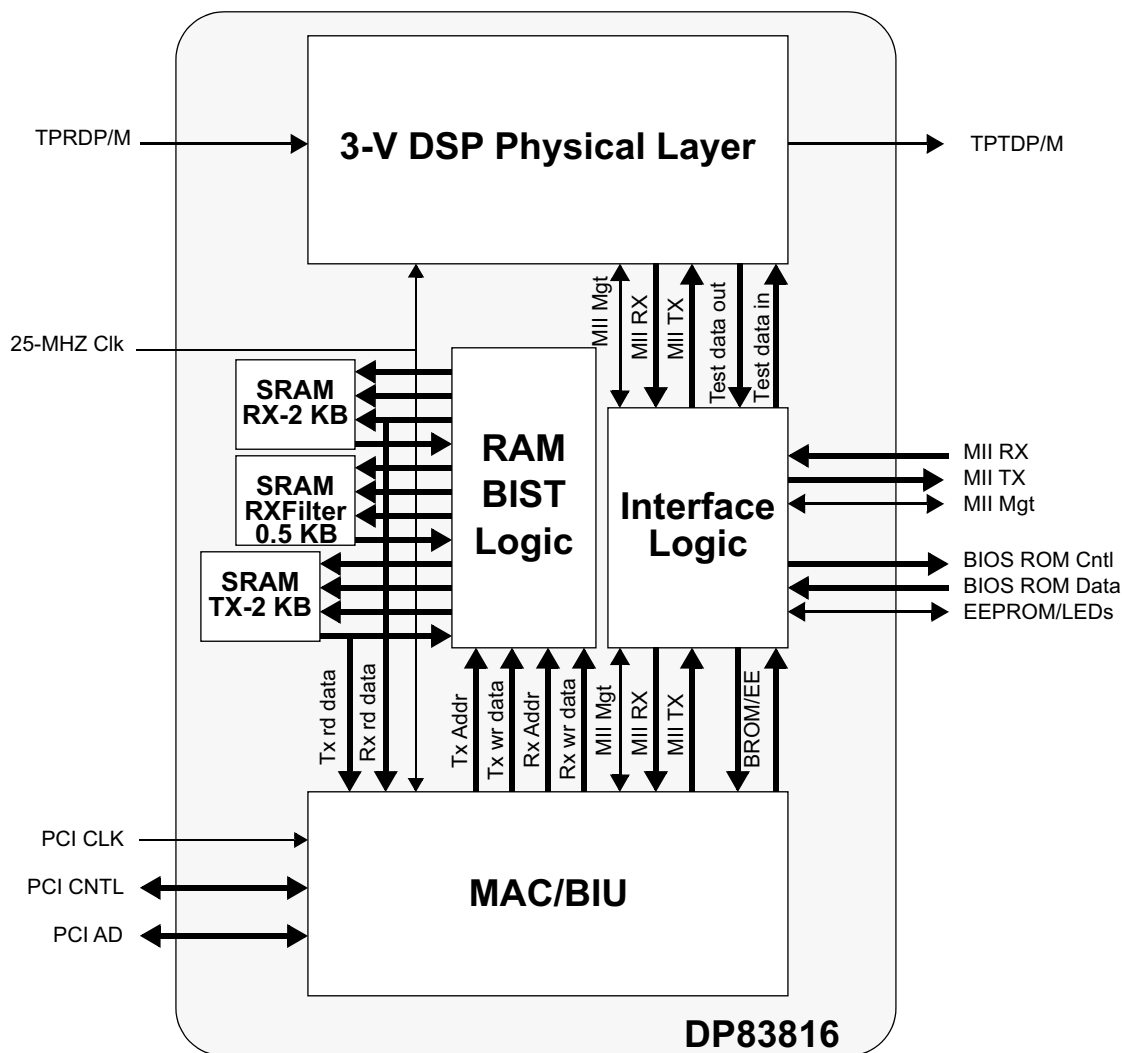 3-V DSP Physical Layer
TPRDP/M
TPTDP/M
MII Mgt
MII RX
MII TX
Test data out
Test data in
25-MHZ Clk
SRAM
RX-2 KB
SRAM
RXFilter
0.5 KB
SRAM
TX-2 KB
RAM
BIST
Logic
Interface
Logic
MII RX
MII TX
MII Mgt
BIOS ROM Cntl
BIOS ROM Data
EEPROM/LEDs
Tx rd data
Rx rd data
Tx Addr
Tx wr data
Rx Addr
Rx wr data
MII Mgt
MII RX
MII TX
BROM/EE
PCI CLK
PCI CNTL
PCI AD
MAC/BIU
DP83816